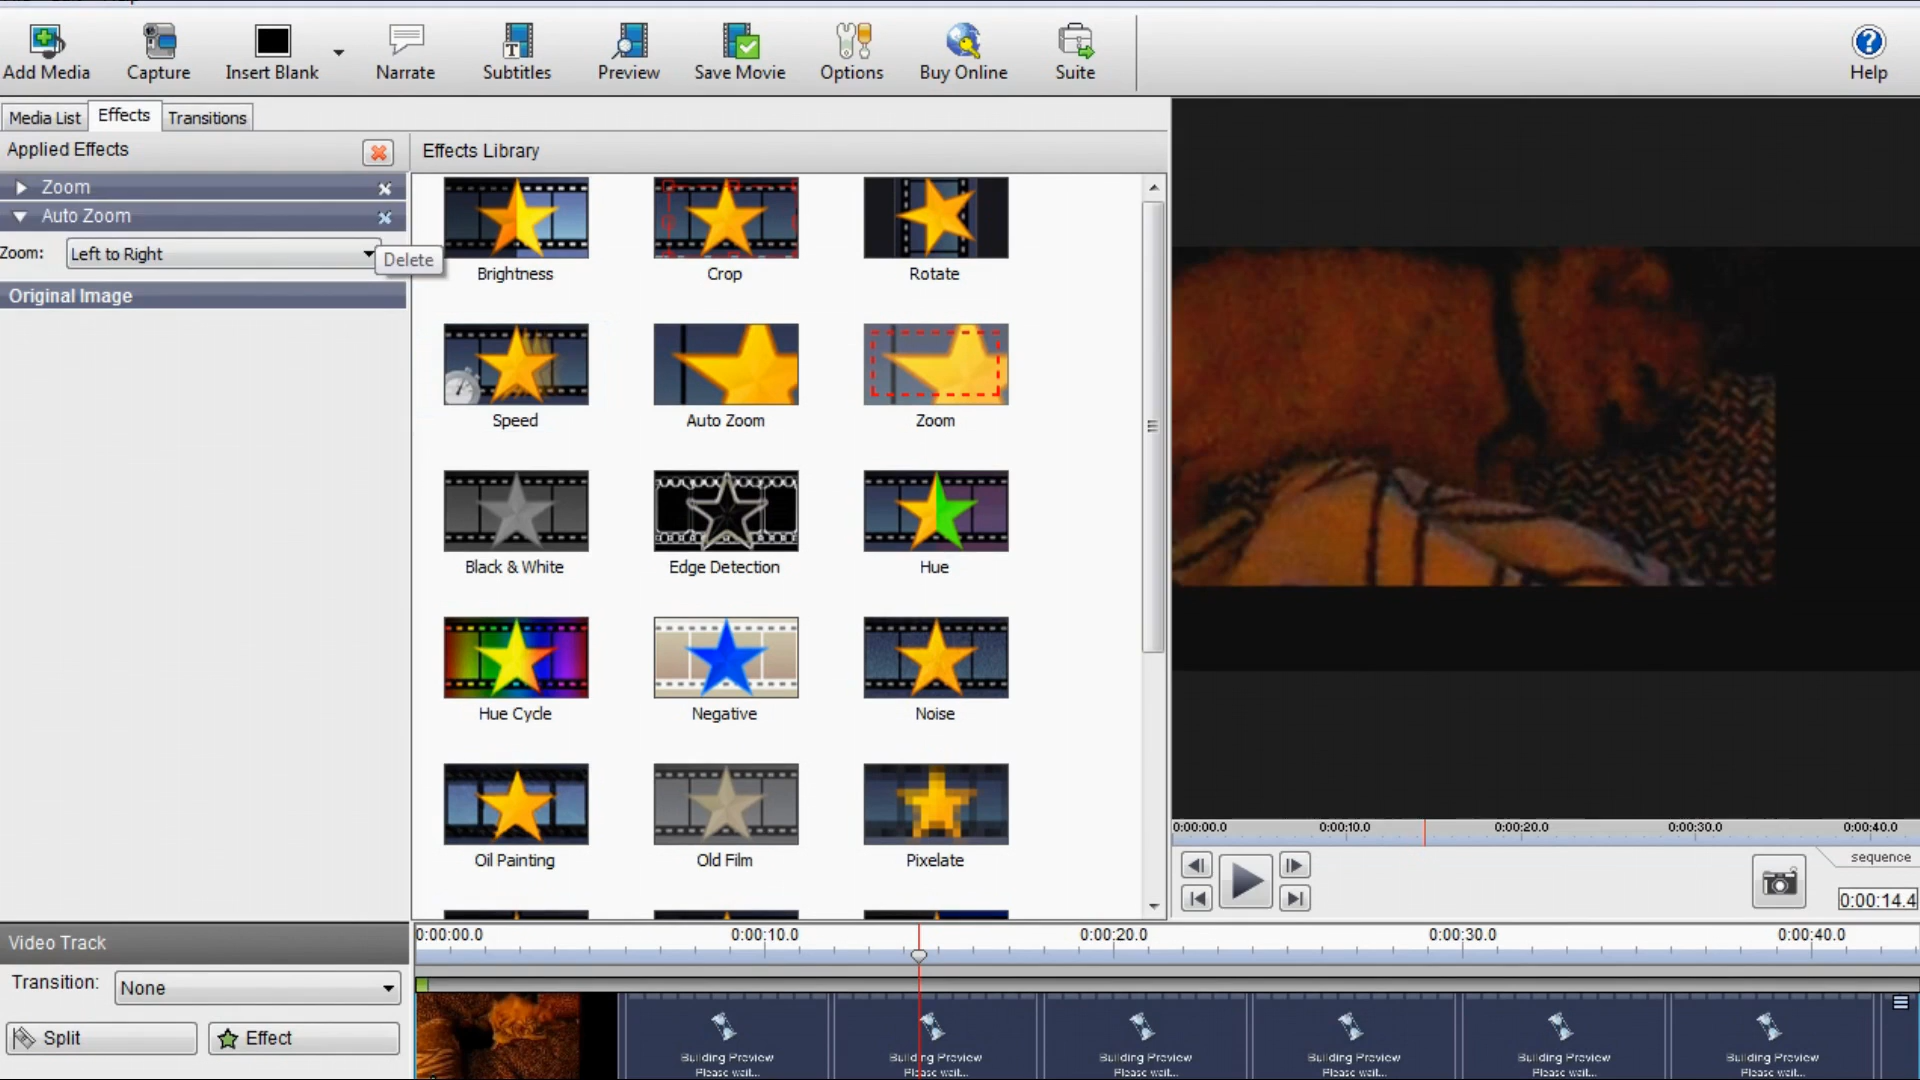 Add Media
Capture
Insert Blank
Narrate
Subtitles
Preview
Save Movie
Options
Buy Online
Suite
Help
Media List
Effects
Transitions
Applied Effects
Effects Library
Zoom
Auto Zoom
Zoom:
Left to Right
Delete
Original Image
Brightness
Crop
Rotate
Speed
Auto Zoom
Zoom
Black & White
Edge Detection
Hue
Hue Cycle
Negative
Noise
Oil Painting
Old Film
Pixelate
0:00:00.0
0:00:10.0
0:00:20.0
0:00:30.0
0:00:40.0
sequence
0:00:14.4
Video Track
0:00:00.0
0:00:10.0
0:00:20.0
0:00:30.0
0:00:40.0
Transition:
None
Split
Effect
T
Building Preview
Please wait...
Building Preview
Please wait...
Building Preview
Please wait...
Building Preview
Please wait...
Building Preview
Please wait...
Building Preview
Please wait...